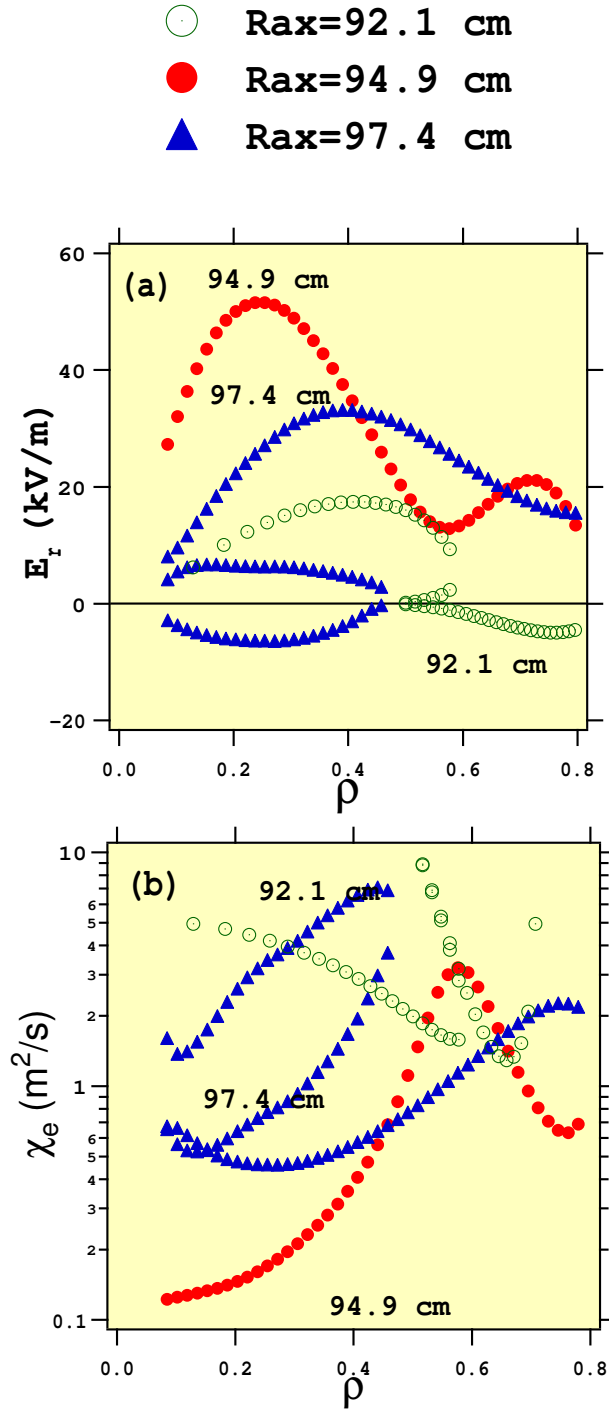 Rax=92.1 cm
Rax=94.9 cm
Rax=97.4 cm
60
(a)
94.9 cm
40
97.4 cm
20
0
92.1 cm
-20
E_r (kV/m)
0.0 0.2 0.4 0.6 0.8
ρ
10
(b)
92.1 cm
6
5
4
3
2
1
97.4 cm
6
5
4
3
2
0.1
94.9 cm
χ_e (m²/s)
0.0 0.2 0.4 0.6 0.8
ρ